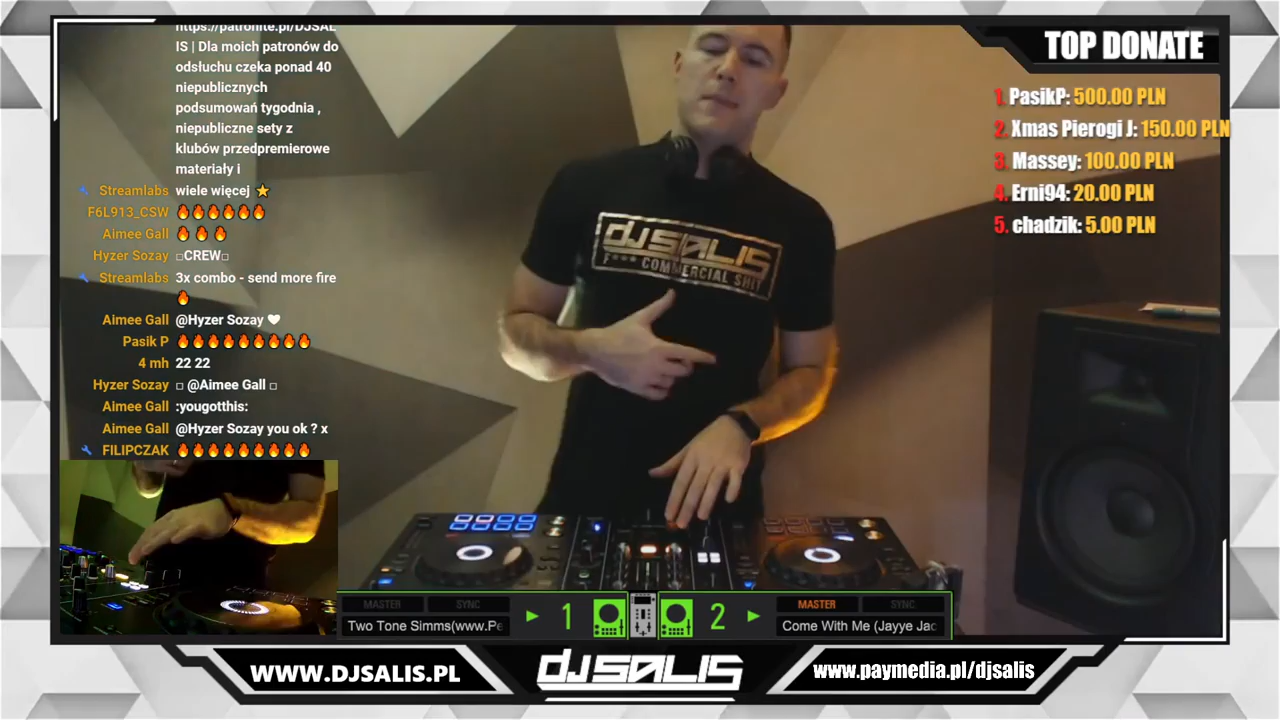 https://patronite.pl/DJSAL
IS | Dla moich patronów do
odsłuchu czeka ponad 40
niepublicznych
podsumowań tygodnia ,
niepubliczne sety z
klubów przedpremierowe
materiały i
Streamlabs wiele więcej ⭐
F6L913_CSW 🔥🔥🔥🔥🔥🔥
Aimee Gall 🔥 🔥 🔥
Hyzer Sozay □CREW□
Streamlabs 3x combo - send more fire
🔥
Aimee Gall @Hyzer Sozay ❤
Pasik P 🔥🔥🔥🔥🔥🔥🔥🔥🔥
4 mh 22 22
Hyzer Sozay □ @Aimee Gall □
Aimee Gall :yougotthis:
Aimee Gall @Hyzer Sozay you ok ? x
FILIPCZAK 🔥🔥🔥🔥🔥🔥🔥🔥🔥
TOP DONATE
1. PasikP: 500.00 PLN
2. Xmas Pierogi J: 150.00 PLN
3. Massey: 100.00 PLN
4. Erni94: 20.00 PLN
5. chadzik: 5.00 PLN
dj SALIS
F*** COMMERCIAL SHIT
MASTER SYNC
Two Tone Simms(www.Pe
1
2
MASTER SYNC
Come With Me (Jayye Jac
WWW.DJSALIS.PL
dj SALIS
www.paymedia.pl/djsalis